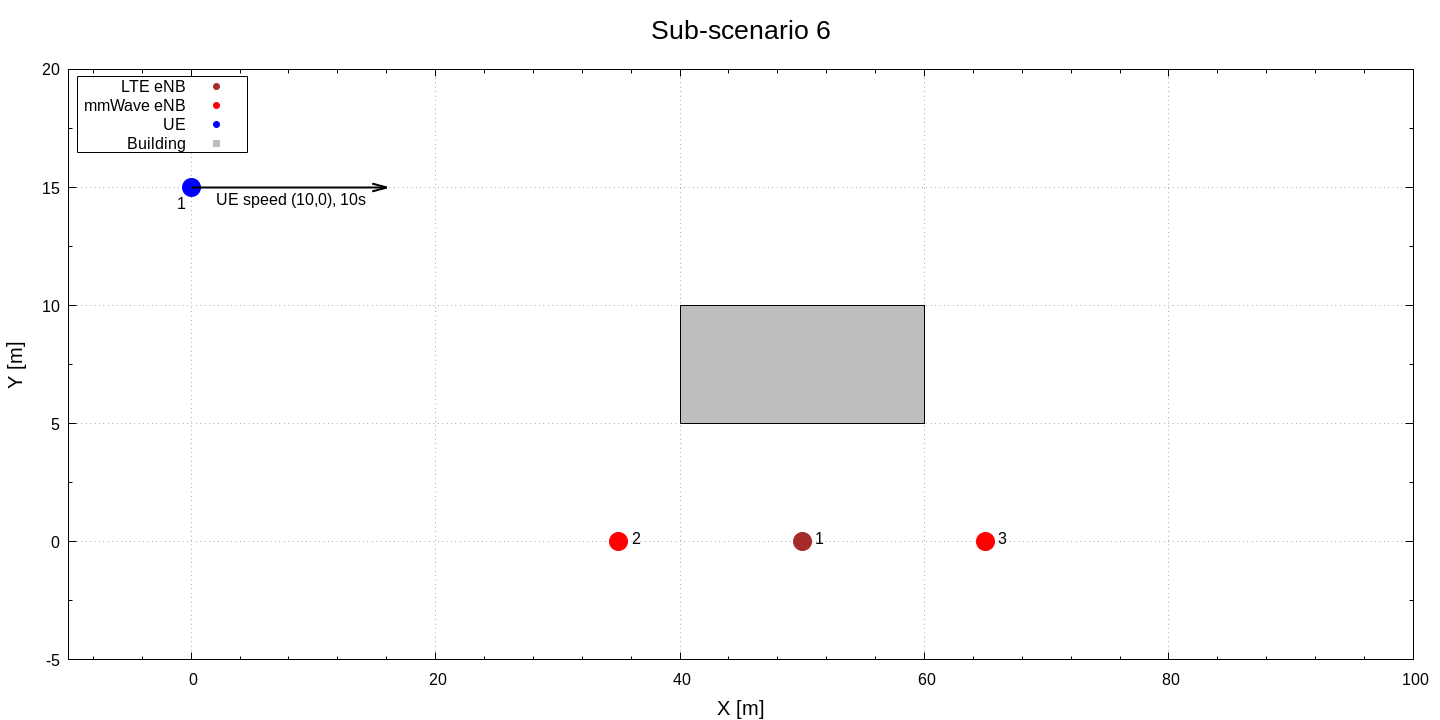 Sub-scenario 6
20
LTE eNB
mmWave eNB
UE
Building
15
1
UE speed (10,0), 10s
10
Y [m]
5
0
2
1
3
-5
0
20
40
60
80
100
X [m]